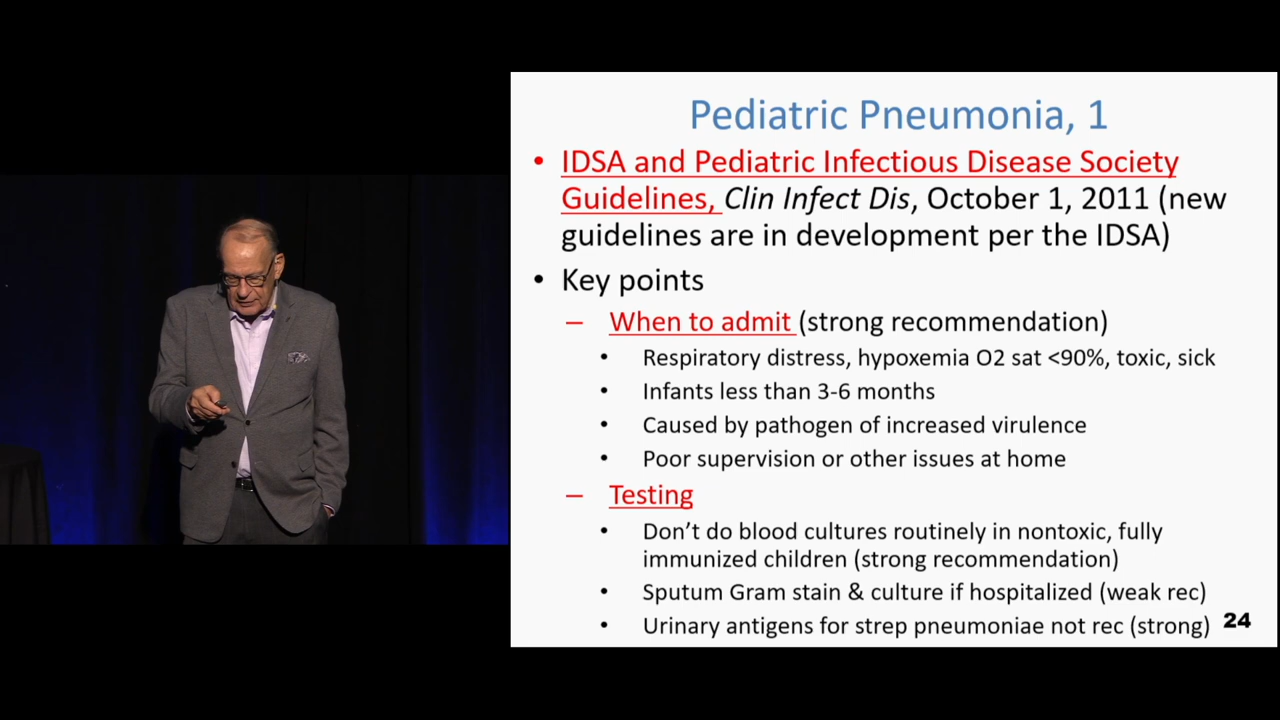 Pediatric Pneumonia, 1
• IDSA and Pediatric Infectious Disease Society
Guidelines, Clin Infect Dis, October 1, 2011 (new
guidelines are in development per the IDSA)
• Key points
– When to admit (strong recommendation)
• Respiratory distress, hypoxemia O2 sat <90%, toxic, sick
• Infants less than 3-6 months
• Caused by pathogen of increased virulence
• Poor supervision or other issues at home
– Testing
• Don’t do blood cultures routinely in nontoxic, fully
immunized children (strong recommendation)
• Sputum Gram stain & culture if hospitalized (weak rec)
• Urinary antigens for strep pneumoniae not rec (strong)
24